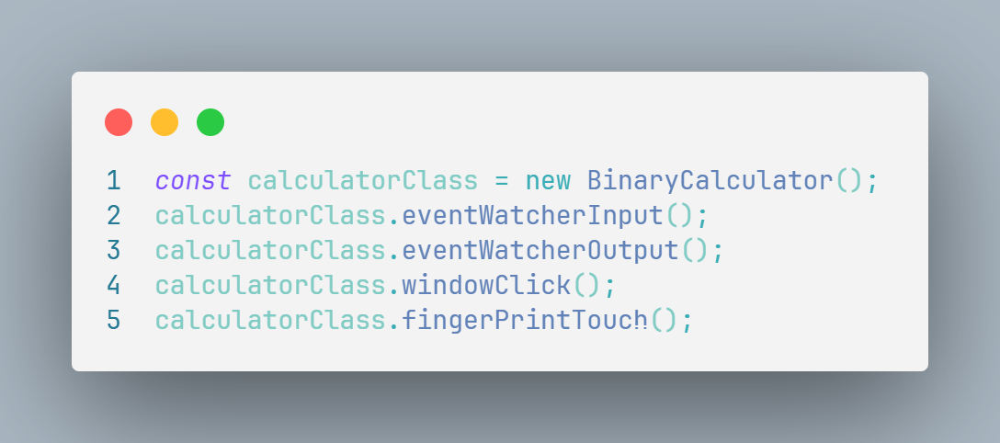 1 const calculatorClass = new BinaryCalculator();
2 calculatorClass.eventWatcherInput();
3 calculatorClass.eventWatcherOutput();
4 calculatorClass.windowClick();
5 calculatorClass.fingerPrintTouch();